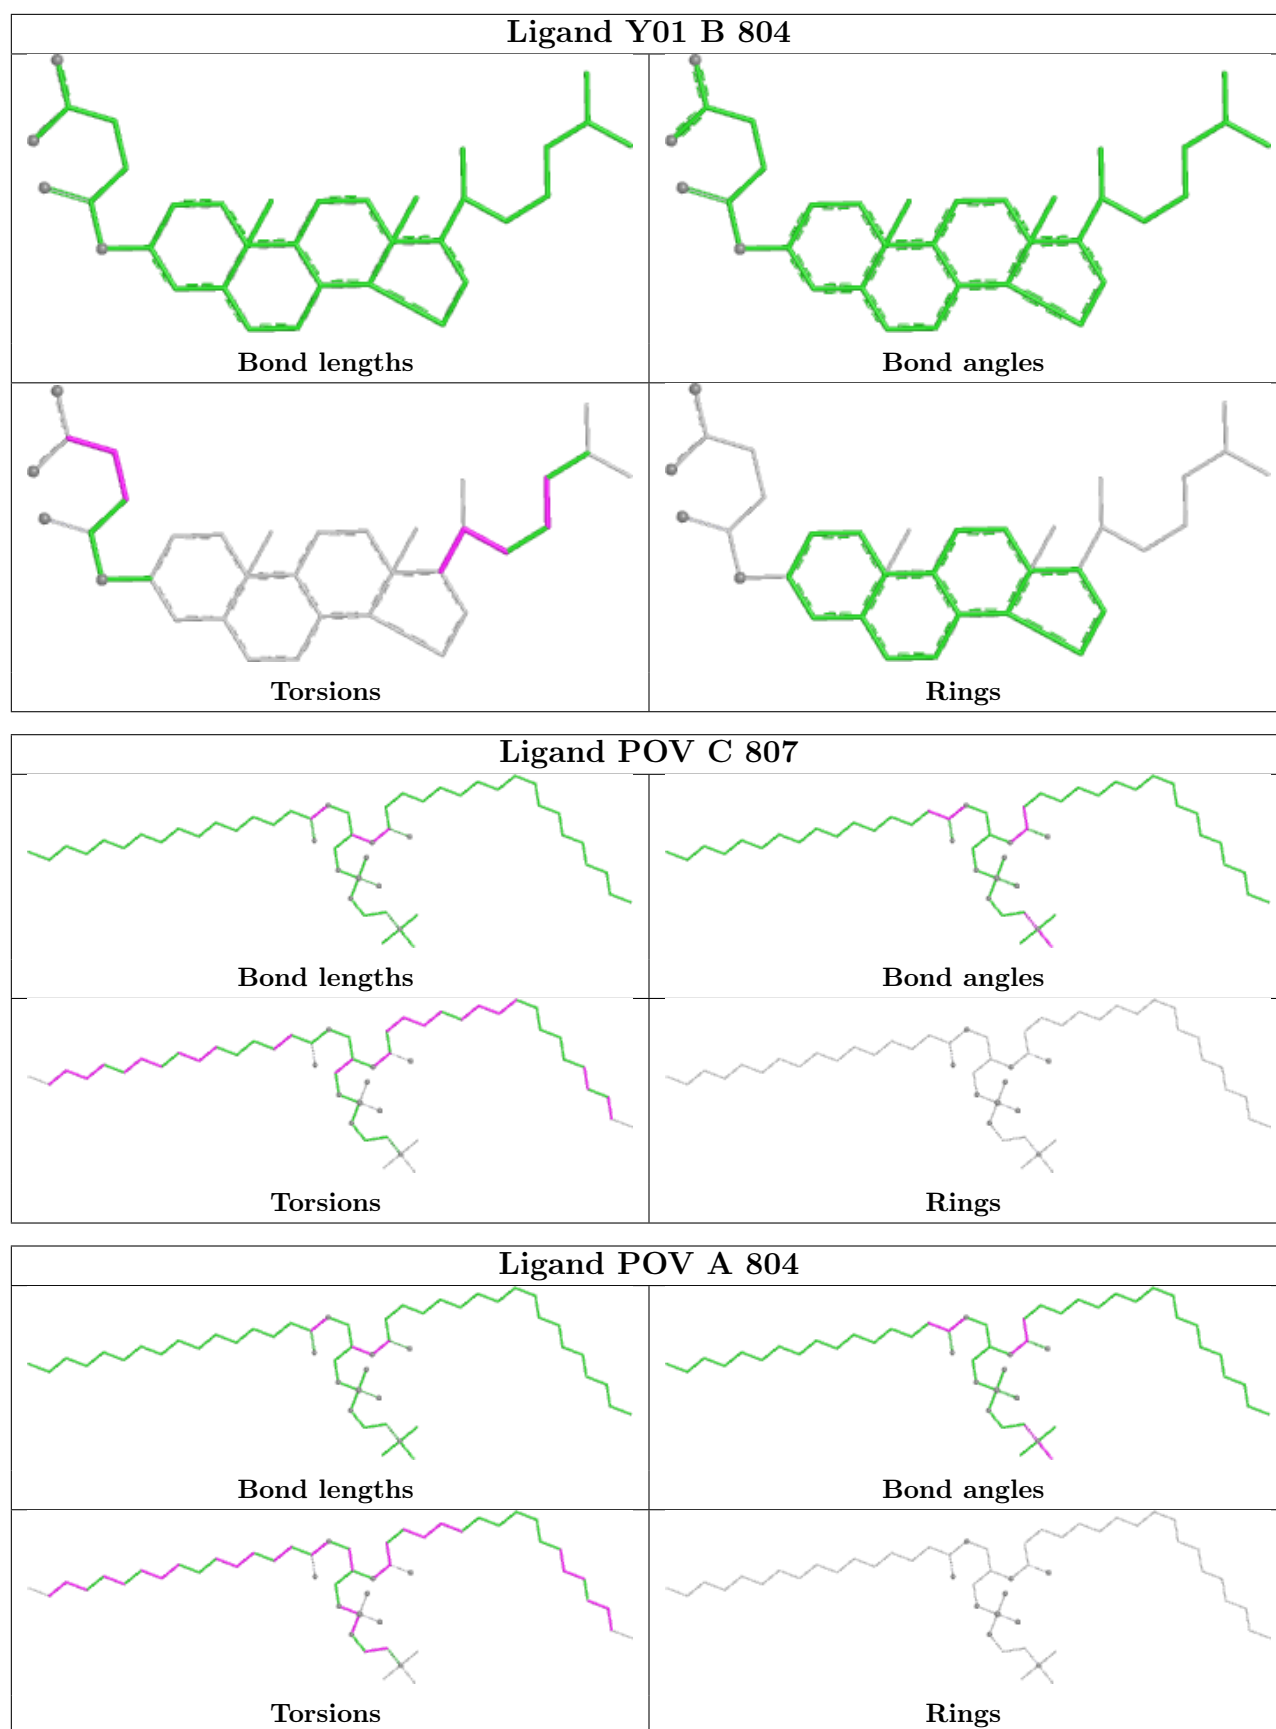 Ligand Y01 B 804
Bond lengths
Bond angles
Torsions
Rings
Ligand POV C 807
Bond lengths
Bond angles
Torsions
Rings
Ligand POV A 804
Bond lengths
Bond angles
Torsions
Rings